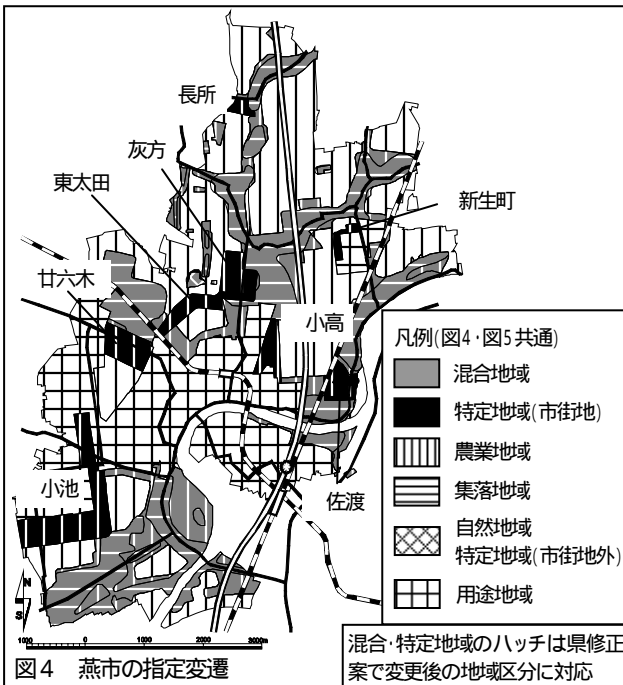 長所
灰方
東太田
新生町
廿六木
小高
小池
佐渡
凡例(図4・図5共通)
混合地域
特定地域(市街地)
農業地域
集落地域
自然地域
特定地域(市街地外)
用途地域
N
1000 0 1000 2000 3000m
図4 燕市の指定変遷
混合・特定地域のハッチは県修正
案で変更後の地域区分に対応